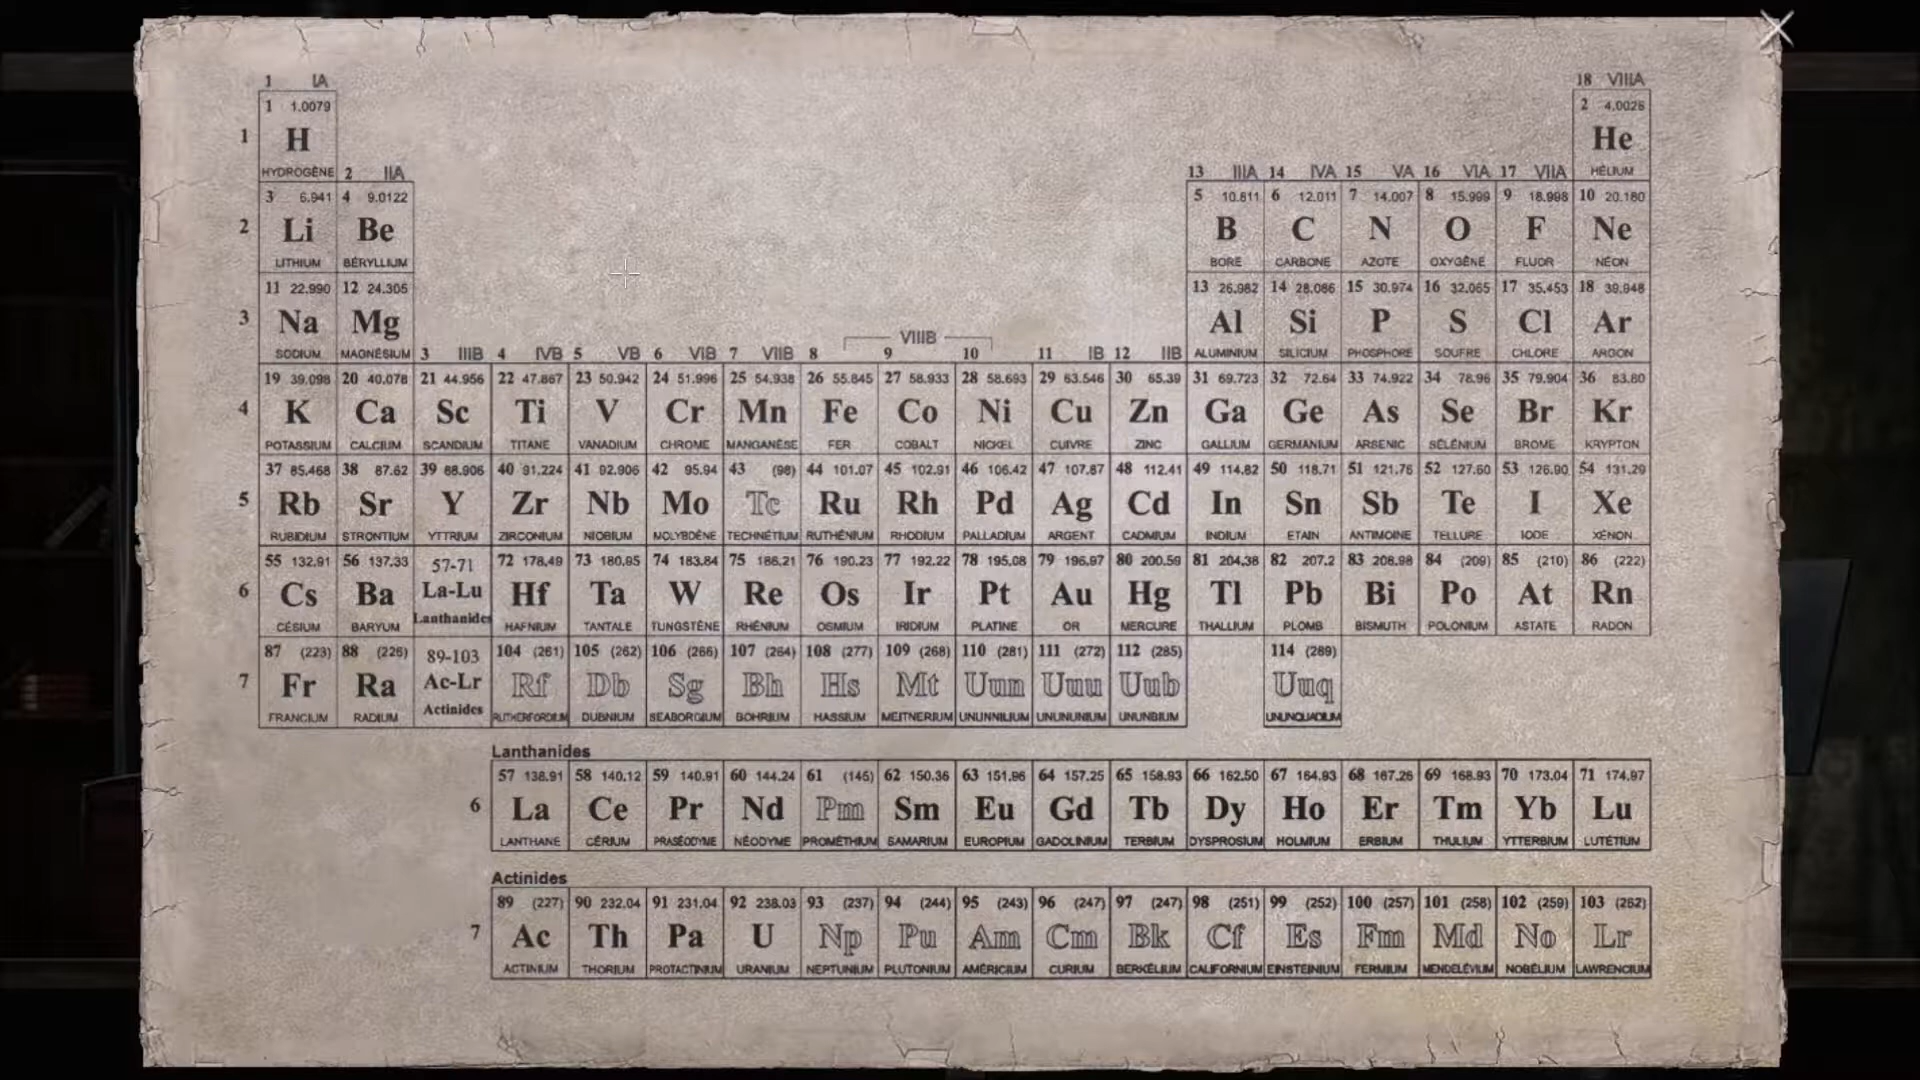 1 IA
18 VIIIA
1 1.0079
2 4.0026
1 H He
HYDROGÈNE 2 IIA
13 IIIA 14 IVA 15 VA 16 VIA 17 VIIA HÉLIUM
3 6.941 4 9.0122 5 10.811 6 12.011 7 14.007 8 15.999 9 18.998 10 20.180
2 Li Be B C N O F Ne
LITHIUM BÉRYLLIUM BORE CARBONE AZOTE OXYGÈNE FLUOR NÉON
11 22.990 12 24.305 13 26.982 14 28.086 15 30.974 16 32.065 17 35.453 18 39.948
3 Na Mg Al Si P S Cl Ar
VIIIB
SODIUM MAGNÉSIUM 3 IIIB 4 IVB 5 VB 6 VIB 7 VIIB 8 9 10 11 IB 12 IIB ALUMINIUM SILICIUM PHOSPHORE SOUFRE CHLORE ARGON
19 39.098 20 40.078 21 44.956 22 47.867 23 50.942 24 51.996 25 54.938 26 55.845 27 58.933 28 58.693 29 63.546 30 65.39 31 69.723 32 72.64 33 74.922 34 78.96 35 79.904 36 83.80
4 K Ca Sc Ti V Cr Mn Fe Co Ni Cu Zn Ga Ge As Se Br Kr
POTASSIUM CALCIUM SCANDIUM TITANE VANADIUM CHROME MANGANÈSE FER COBALT NICKEL CUIVRE ZINC GALLIUM GERMANIUM ARSENIC SÉLÉNIUM BROME KRYPTON
37 85.468 38 87.62 39 88.906 40 91.224 41 92.906 42 95.94 43 (98) 44 101.07 45 102.91 46 106.42 47 107.87 48 112.41 49 114.82 50 118.71 51 121.76 52 127.60 53 126.90 54 131.29
5 Rb Sr Y Zr Nb Mo Tc Ru Rh Pd Ag Cd In Sn Sb Te I Xe
RUBIDIUM STRONTIUM YTTRIUM ZIRCONIUM NIOBIUM MOLYBDÈNE TECHNÉTIUM RUTHÉNIUM RHODIUM PALLADIUM ARGENT CADMIUM INDIUM ETAIN ANTIMOINE TELLURE IODE XÉNON
55 132.91 56 137.33 57-71 72 178.49 73 180.95 74 183.84 75 186.21 76 190.23 77 192.22 78 195.08 79 196.97 80 200.59 81 204.38 82 207.2 83 208.98 84 (209) 85 (210) 86 (222)
6 Cs Ba La-Lu Hf Ta W Re Os Ir Pt Au Hg Tl Pb Bi Po At Rn
CÉSIUM BARYUM Lanthanides HAFNIUM TANTALE TUNGSTÈNE RHÉNIUM OSMIUM IRIDIUM PLATINE OR MERCURE THALLIUM PLOMB BISMUTH POLONIUM ASTATE RADON
87 (223) 88 (226) 89-103 104 (261) 105 (262) 106 (266) 107 (264) 108 (277) 109 (268) 110 (281) 111 (272) 112 (285) 114 (289)
7 Fr Ra Ac-Lr Rf Db Sg Bh Hs Mt Uun Uuu Uub Uuq
FRANCIUM RADIUM Actinides RUTHERFORDIUM DUBNIUM SEABORGIUM BOHRIUM HASSIUM MEITNERIUM UNUNNILIUM UNUNUNIUM UNUNBIUM UNUNQUADIUM
Lanthanides
57 138.91 58 140.12 59 140.91 60 144.24 61 (145) 62 150.36 63 151.96 64 157.25 65 158.93 66 162.50 67 164.93 68 167.26 69 168.93 70 173.04 71 174.97
6 La Ce Pr Nd Pm Sm Eu Gd Tb Dy Ho Er Tm Yb Lu
LANTHANE CÉRIUM PRASÉODYME NÉODYME PROMÉTHIUM SAMARIUM EUROPIUM GADOLINIUM TERBIUM DYSPROSIUM HOLMIUM ERBIUM THULIUM YTTERBIUM LUTÉTIUM
Actinides
89 (227) 90 232.04 91 231.04 92 238.03 93 (237) 94 (244) 95 (243) 96 (247) 97 (247) 98 (251) 99 (252) 100 (257) 101 (258) 102 (259) 103 (262)
7 Ac Th Pa U Np Pu Am Cm Bk Cf Es Fm Md No Lr
ACTINIUM THORIUM PROTACTINIUM URANIUM NEPTUNIUM PLUTONIUM AMÉRICIUM CURIUM BERKÉLIUM CALIFORNIUM EINSTEINIUM FERMIUM MENDELÉVIUM NOBÉLIUM LAWRENCIUM